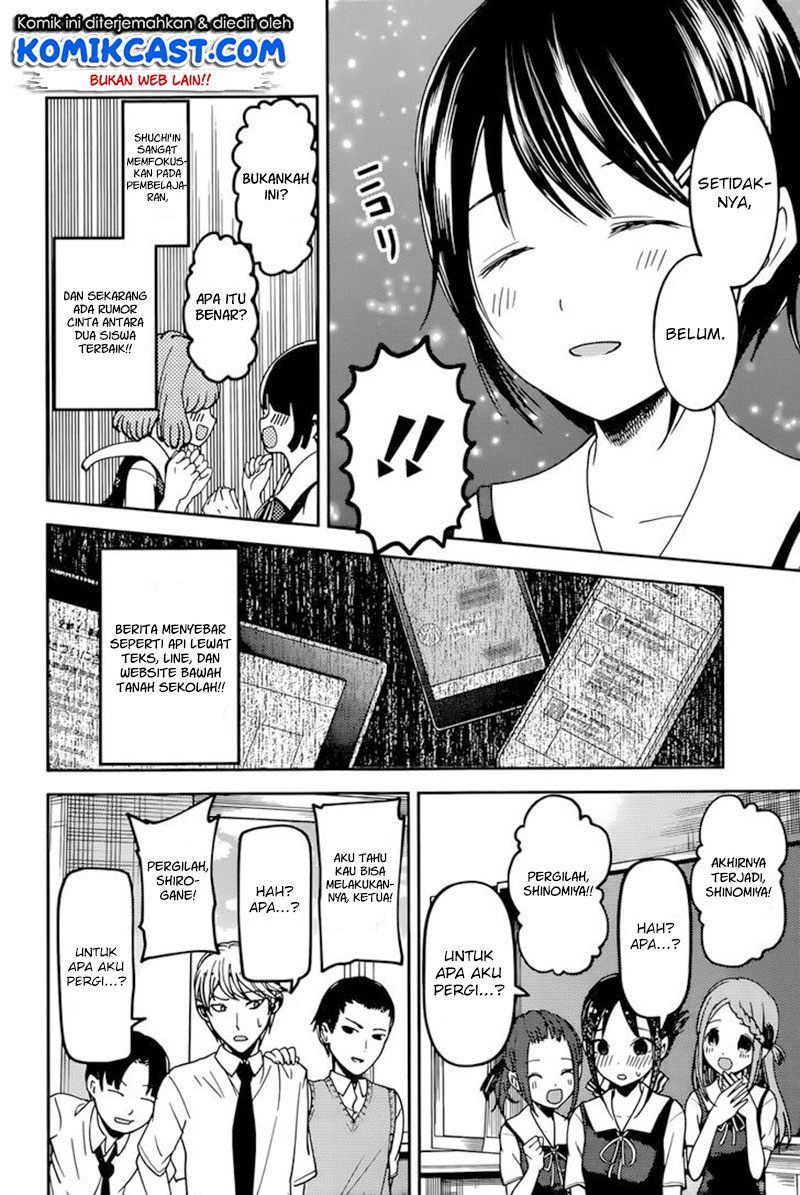 Komik ini diterjemahkan & diedit oleh
KOMIKCAST.COM
BUKAN WEB LAIN!!
SETIDAK-
NYA,
BELUM.
ニコリ
!!
BUKANKAH
INI?
APA ITU
BENAR?
SHUCHI'IN
SANGAT
MEMFOKUS-
KAN PADA
PEMBELAJA-
RAN,
DAN SEKARANG
ADA RUMOR
CINTA ANTARA
DUA SISWA
TERBAIK!!
BERITA MENYEBAR
SEPERTI API LEWAT
TEKS, LINE, DAN
WEBSITE BAWAH
TANAH SEKOLAH!!
AKHIRNYA
TERJADI,
SHINOMIYA!
PERGILAH,
SHINOMIYA!!
HAH?
APA...?
UNTUK
APA AKU
PERGI...?
AKU TAHU
KAU BISA
MELAKUKAN-
NYA, KETUA!
HAH?
APA...?
PERGILAH,
SHIRO-
GANE!
UNTUK
APA AKU
PERGI...?